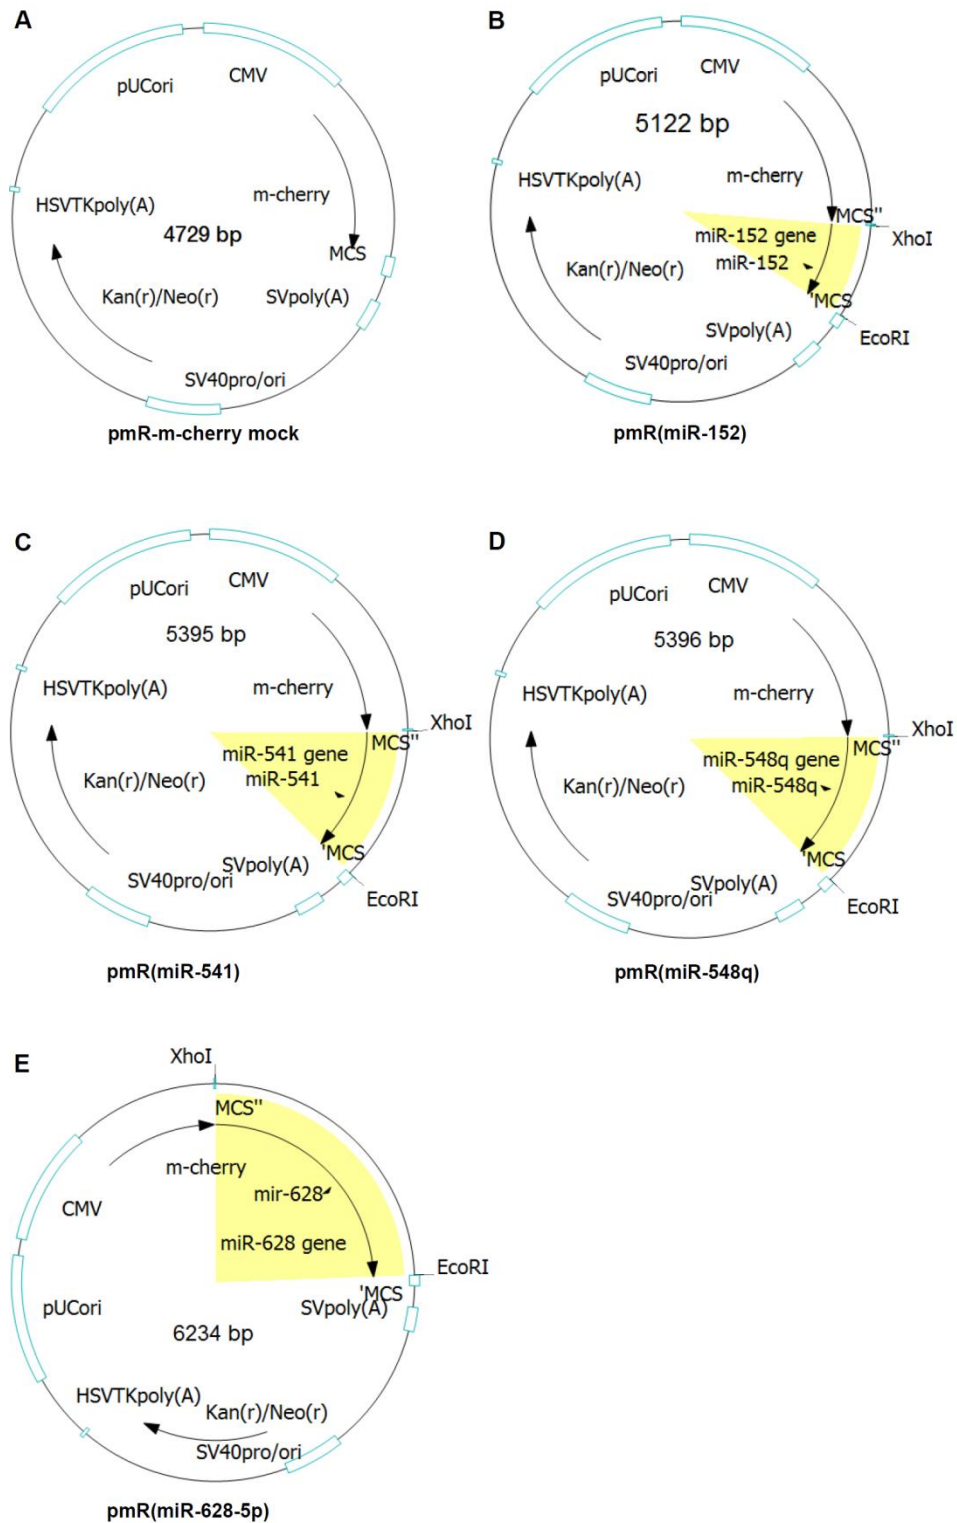 A
pUCori
CMV
m-cherry
HSVTKpoly(A)
4729 bp
MCS
Kan(r)/Neo(r)
SVpoly(A)
SV40pro/ori
pmR-m-cherry mock
B
pUCori
CMV
5122 bp
m-cherry
HSVTKpoly(A)
MCS"
XhoI
miR-152 gene
miR-152
Kan(r)/Neo(r)
'MCS
SVpoly(A)
EcoRI
SV40pro/ori
pmR(miR-152)
C
pUCori
CMV
5395 bp
m-cherry
HSVTKpoly(A)
XhoI
MCS"
miR-541 gene
miR-541
Kan(r)/Neo(r)
'MCS
SVpoly(A)
SV40pro/ori
EcoRI
pmR(miR-541)
D
pUCori
CMV
5396 bp
m-cherry
HSVTKpoly(A)
XhoI
MCS"
miR-548q gene
miR-548q
Kan(r)/Neo(r)
'MCS
SVpoly(A)
SV40pro/ori
EcoRI
pmR(miR-548q)
E
XhoI
MCS"
m-cherry
mir-628
CMV
miR-628 gene
EcoRI
'MCS
SVpoly(A)
pUCori
6234 bp
HSVTKpoly(A)
Kan(r)/Neo(r)
SV40pro/ori
pmR(miR-628-5p)